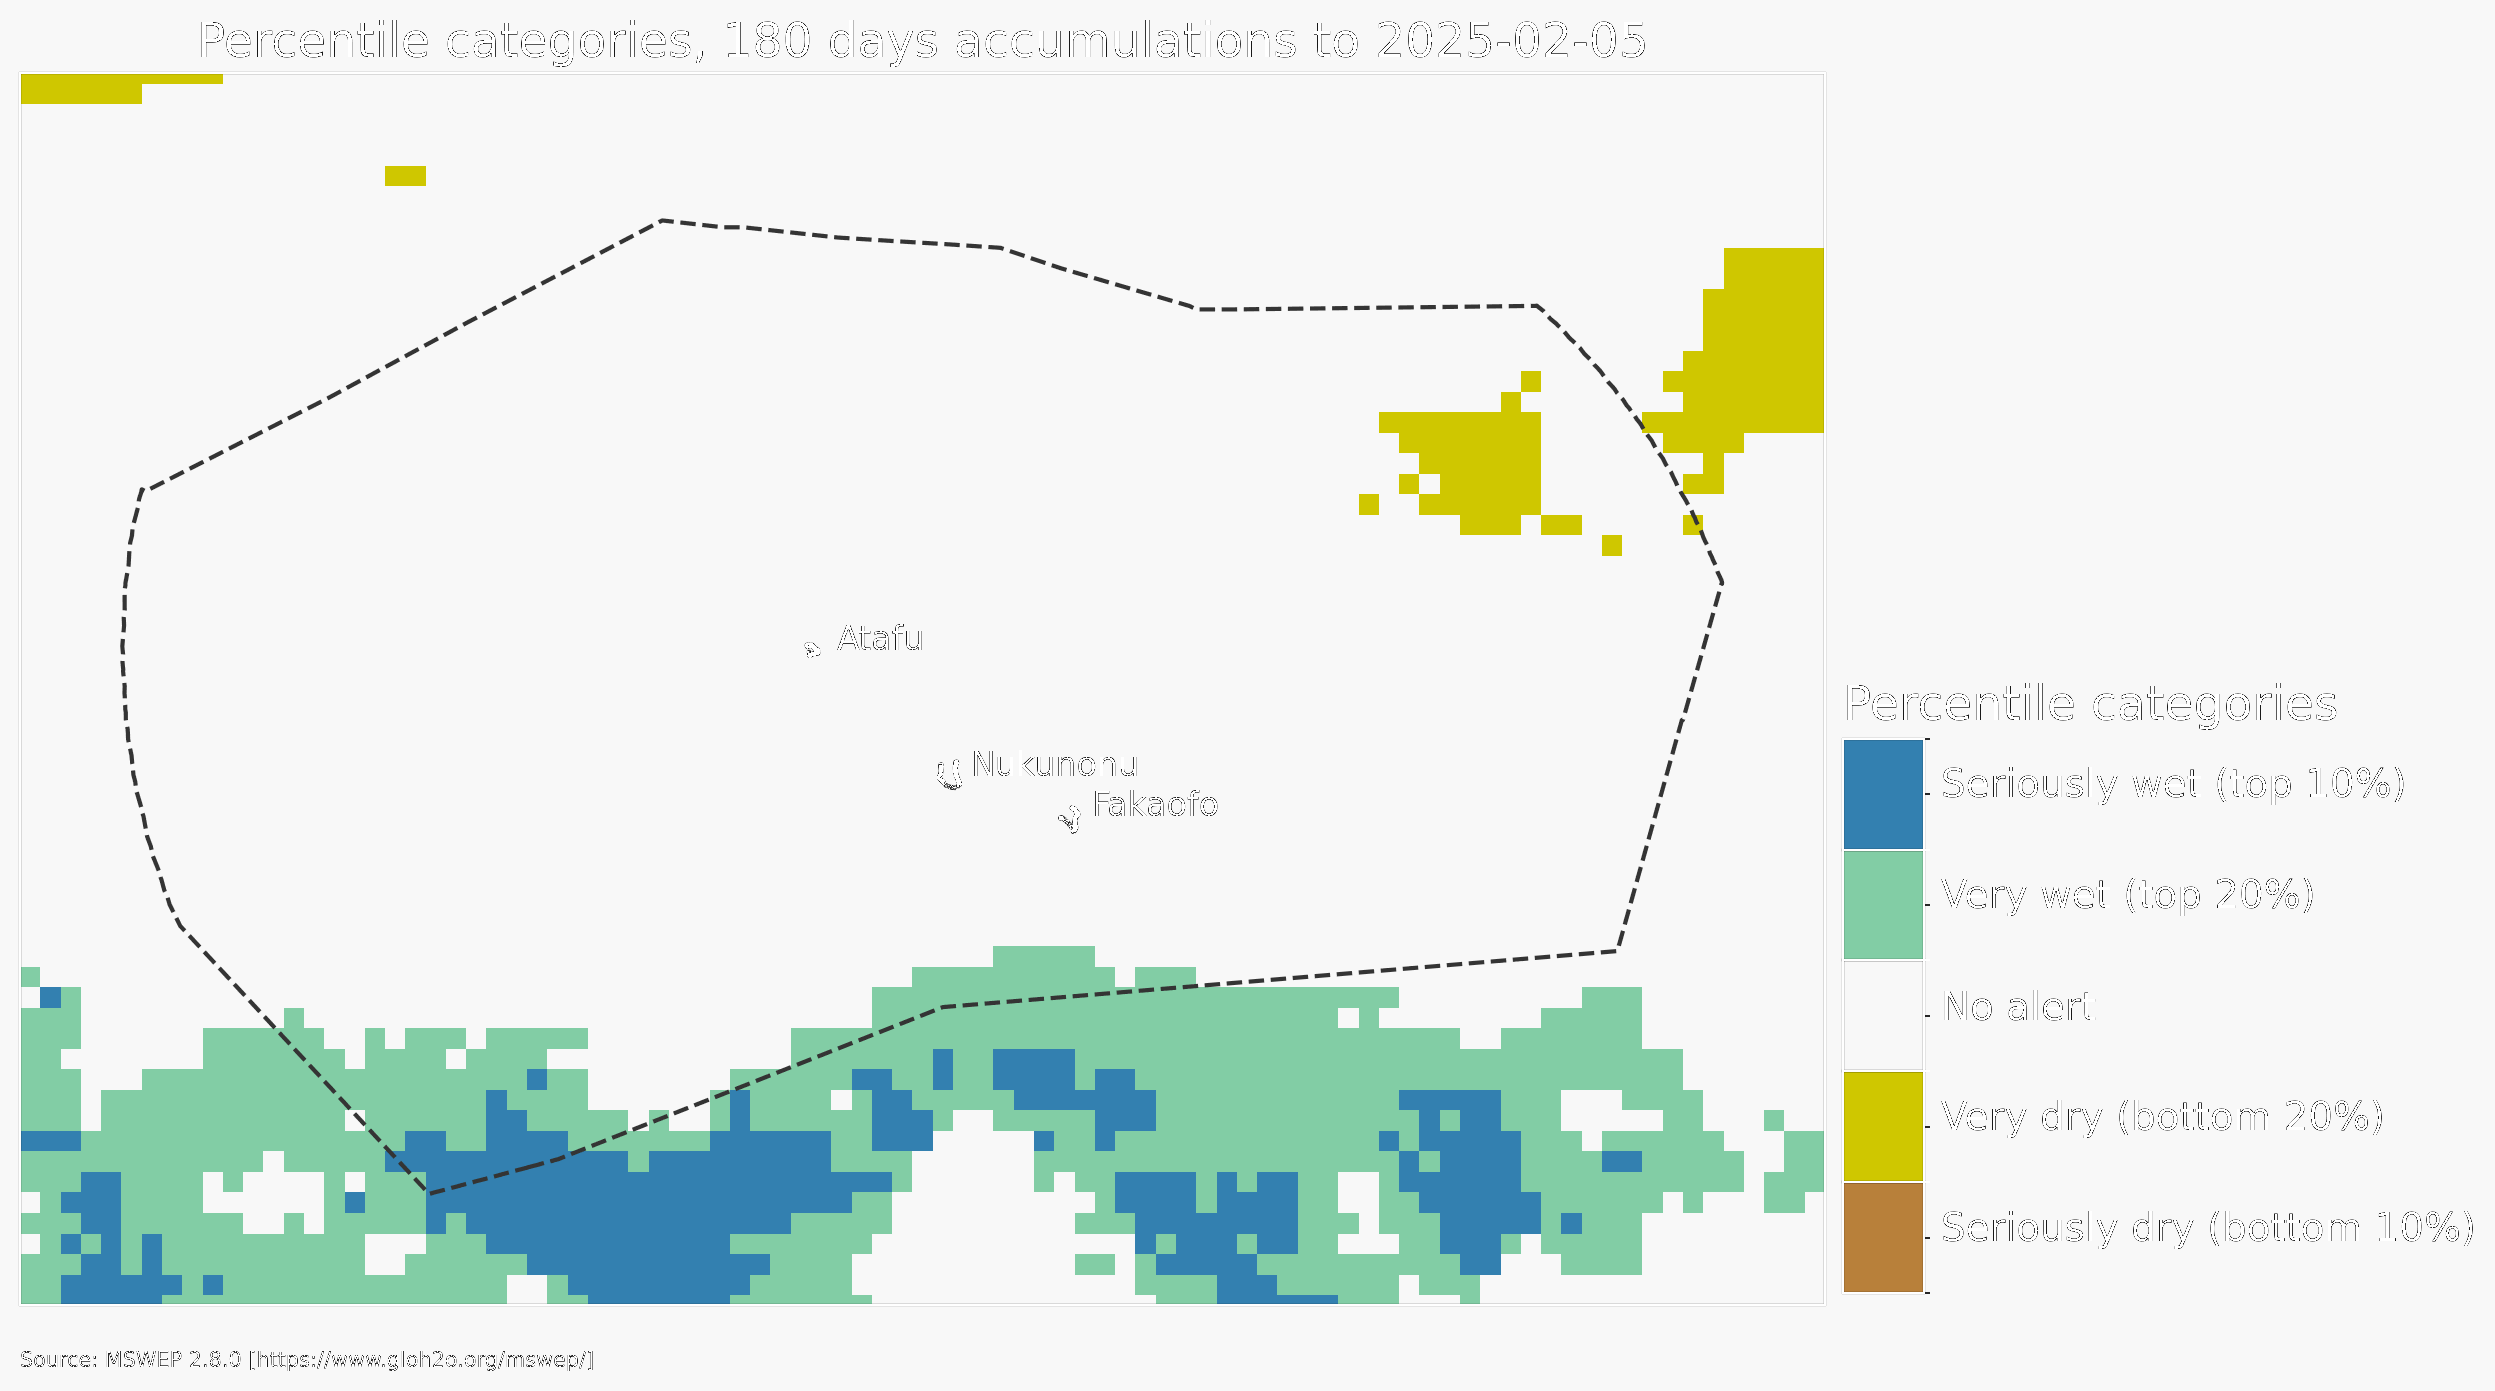 Percentile categories, 180 days accumulations to 2025-02-05
Atafu
Nukunonu
Fakaofo
Percentile categories
Seriously wet (top 10%)
Very wet (top 20%)
No alert
Very dry (bottom 20%)
Seriously dry (bottom 10%)
Source: MSWEP 2.8.0 [https://www.gloh2o.org/mswep/]